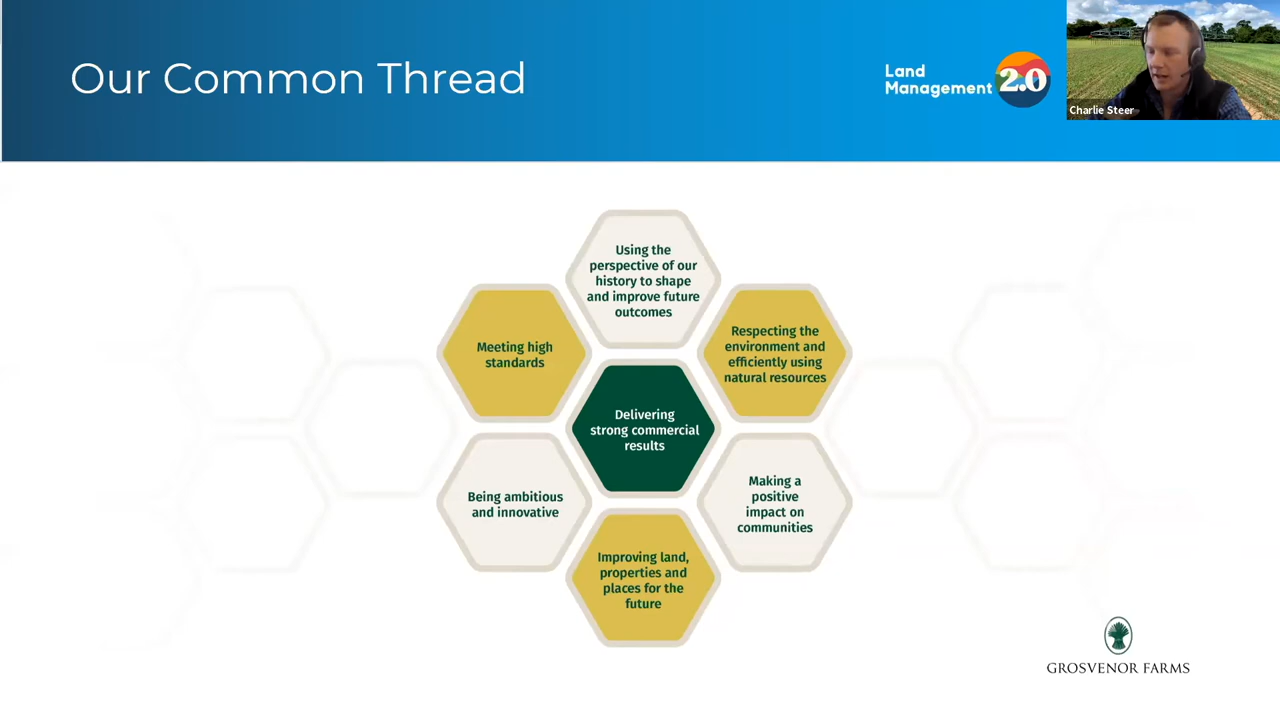 Our Common Thread
Land
Management
2.0
Charlie Steer
Using the
perspective of our
history to shape
and improve future
outcomes
Meeting high
standards
Respecting the
environment and
efficiently using
natural resources
Delivering
strong commercial
results
Being ambitious
and innovative
Making a
positive
impact on
communities
Improving land,
properties and
places for the
future
GROSVENOR FARMS